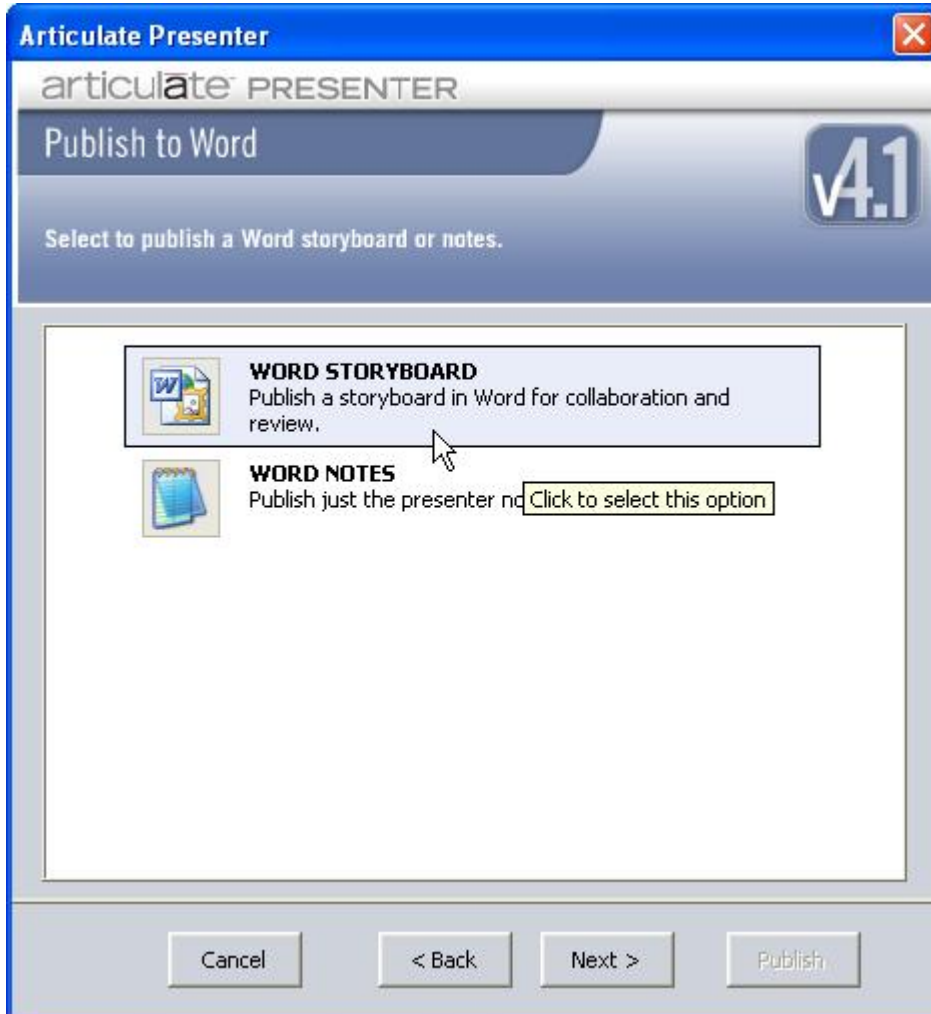 Articulate Presenter
articulāte PRESENTER
Publish to Word
v4.1
Select to publish a Word storyboard or notes.
WORD STORYBOARD
Publish a storyboard in Word for collaboration and
review.
WORD NOTES
Publish just the presenter
Click to select this option
Cancel
< Back
Next >
Publish